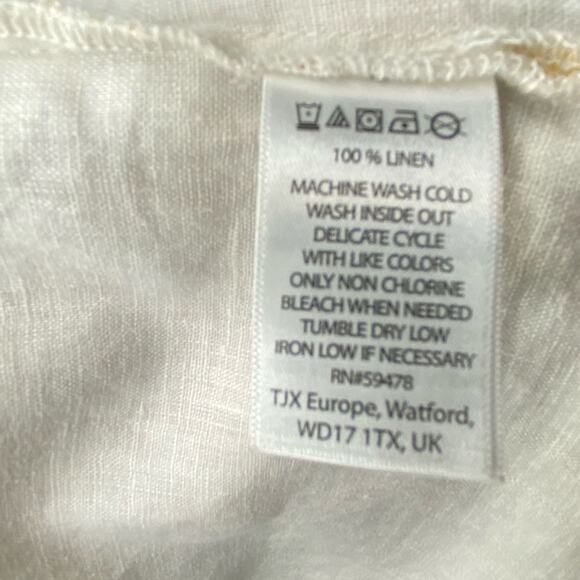 100 % LINEN
MACHINE WASH COLD
WASH INSIDE OUT
DELICATE CYCLE
WITH LIKE COLORS
ONLY NON CHLORINE
BLEACH WHEN NEEDED
TUMBLE DRY LOW
IRON LOW IF NECESSARY
RN#59478
TJX Europe, Watford,
WD17 1TX, UK